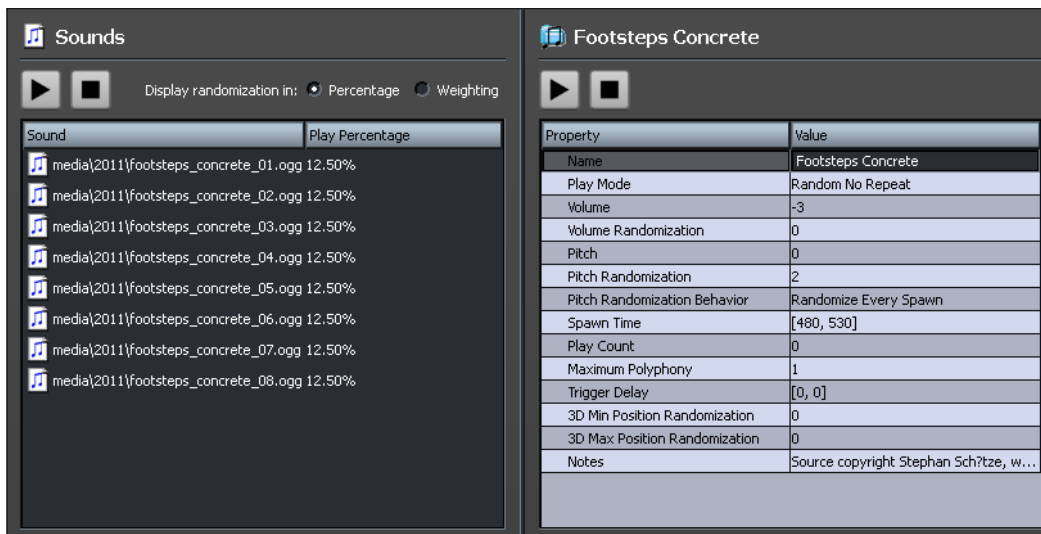 Sounds
Display randomization in: Percentage Weighting
Sound Play Percentage
media\2011\footsteps_concrete_01.ogg 12.50%
media\2011\footsteps_concrete_02.ogg 12.50%
media\2011\footsteps_concrete_03.ogg 12.50%
media\2011\footsteps_concrete_04.ogg 12.50%
media\2011\footsteps_concrete_05.ogg 12.50%
media\2011\footsteps_concrete_06.ogg 12.50%
media\2011\footsteps_concrete_07.ogg 12.50%
media\2011\footsteps_concrete_08.ogg 12.50%
Footsteps Concrete
Property Value
Name Footsteps Concrete
Play Mode Random No Repeat
Volume -3
Volume Randomization 0
Pitch 0
Pitch Randomization 2
Pitch Randomization Behavior Randomize Every Spawn
Spawn Time [480, 530]
Play Count 0
Maximum Polyphony 1
Trigger Delay [0, 0]
3D Min Position Randomization 0
3D Max Position Randomization 0
Notes Source copyright Stephan Sch?tze, w...